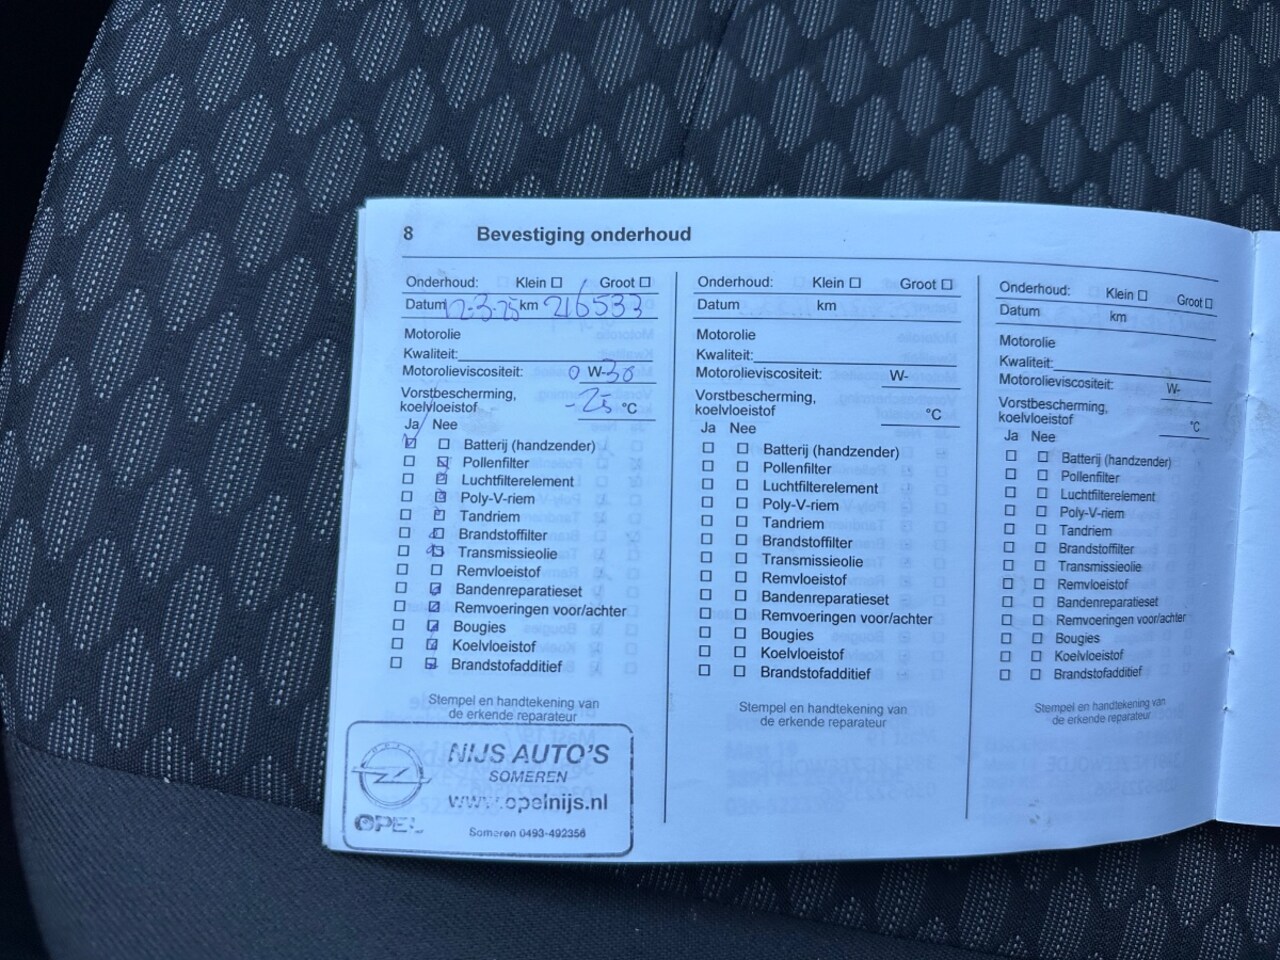 8 Bevestiging onderhoud
Onderhoud: Klein Groot
Datum 12-3-25 km 216533
Motorolie
Kwaliteit:
Motorolieviscositeit: 0 W-30
Vorstbescherming,
koelvloeistof -25 °C
Ja Nee
Batterij (handzender)
Pollenfilter
Luchtfilterelement
Poly-V-riem
Tandriem
Brandstoffilter
Transmissieolie
Remvloeistof
Bandenreparatieset
Remvoeringen voor/achter
Bougies
Koelvloeistof
Brandstofadditief
Stempel en handtekening van
de erkende reparateur
NIJS AUTO'S
SOMEREN
www.opelnijs.nl
OPEL
Someren 0493-492356
Onderhoud: Klein Groot
Datum km
Motorolie
Kwaliteit:
Motorolieviscositeit: W-
Vorstbescherming,
koelvloeistof °C
Ja Nee
Batterij (handzender)
Pollenfilter
Luchtfilterelement
Poly-V-riem
Tandriem
Brandstoffilter
Transmissieolie
Remvloeistof
Bandenreparatieset
Remvoeringen voor/achter
Bougies
Koelvloeistof
Brandstofadditief
Stempel en handtekening van
de erkende reparateur
Onderhoud: Klein Groot
Datum km
Motorolie
Kwaliteit:
Motorolieviscositeit: W-
Vorstbescherming,
koelvloeistof °C
Ja Nee
Batterij (handzender)
Pollenfilter
Luchtfilterelement
Poly-V-riem
Tandriem
Brandstoffilter
Transmissieolie
Remvloeistof
Bandenreparatieset
Remvoeringen voor/achter
Bougies
Koelvloeistof
Brandstofadditief
Stempel en handtekening van
de erkende reparateur